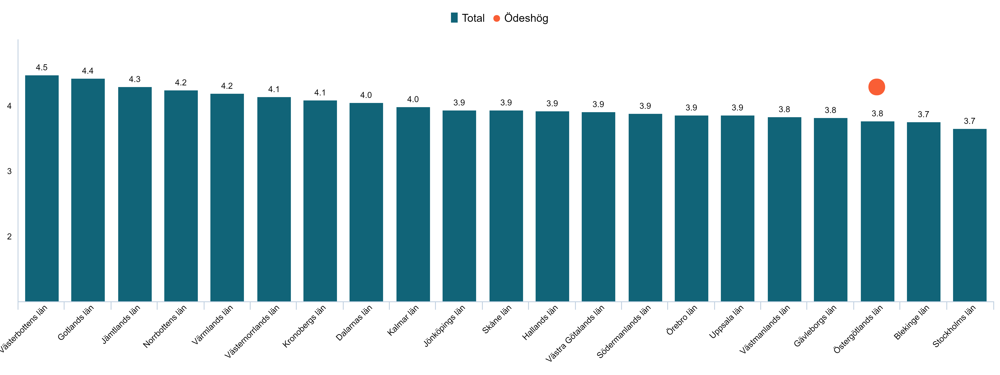 Total Ödeshög
4.5 4.4 4.3 4.2 4.2 4.1 4.1 4.0 4.0 3.9 3.9 3.9 3.9 3.9 3.9 3.9 3.8 3.8 3.8 3.7 3.7
4
3
2
Västerbottens län
Gotlands län
Jämtlands län
Norrbottens län
Värmlands län
Västernorrlands län
Kronobergs län
Dalarnas län
Kalmar län
Jönköpings län
Skåne län
Hallands län
Västra Götalands län
Södermanlands län
Örebro län
Uppsala län
Västmanlands län
Gävleborgs län
Östergötlands län
Blekinge län
Stockholms län